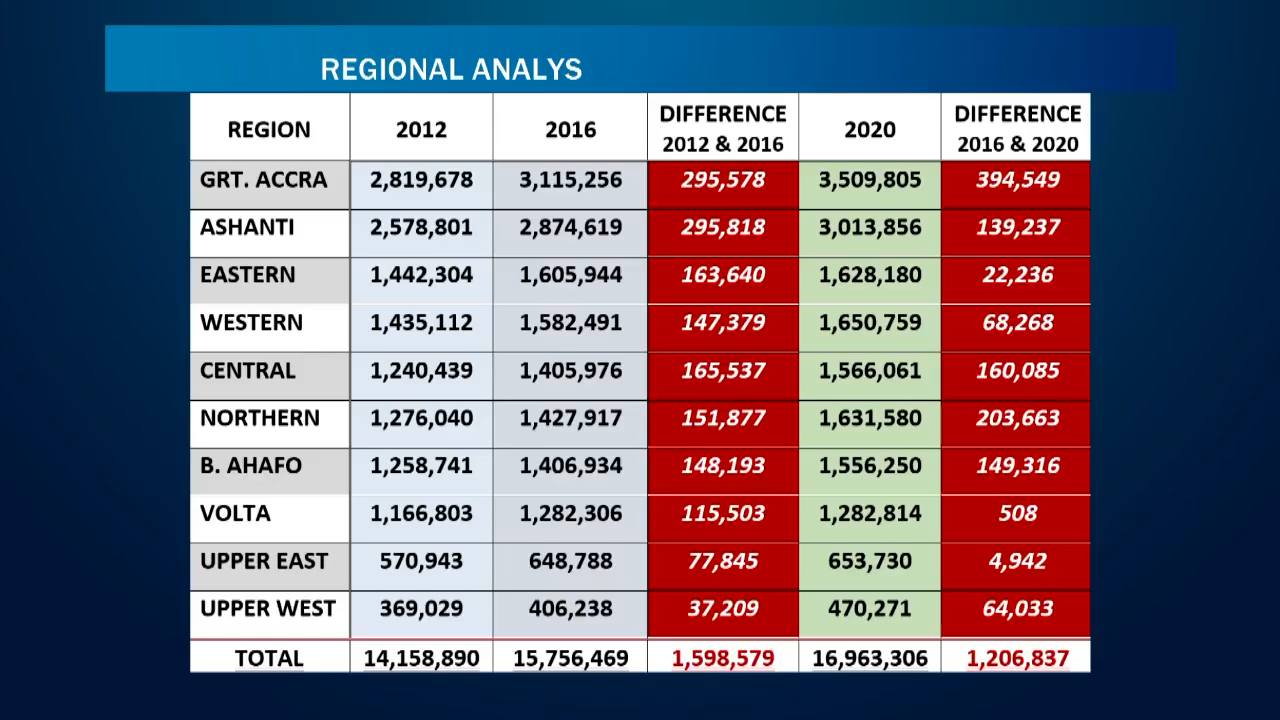 REGIONAL ANALYS
REGION 2012 2016 DIFFERENCE 2012 & 2016 2020 DIFFERENCE 2016 & 2020
GRT. ACCRA 2,819,678 3,115,256 295,578 3,509,805 394,549
ASHANTI 2,578,801 2,874,619 295,818 3,013,856 139,237
EASTERN 1,442,304 1,605,944 163,640 1,628,180 22,236
WESTERN 1,435,112 1,582,491 147,379 1,650,759 68,268
CENTRAL 1,240,439 1,405,976 165,537 1,566,061 160,085
NORTHERN 1,276,040 1,427,917 151,877 1,631,580 203,663
B. AHAFO 1,258,741 1,406,934 148,193 1,556,250 149,316
VOLTA 1,166,803 1,282,306 115,503 1,282,814 508
UPPER EAST 570,943 648,788 77,845 653,730 4,942
UPPER WEST 369,029 406,238 37,209 470,271 64,033
TOTAL 14,158,890 15,756,469 1,598,579 16,963,306 1,206,837